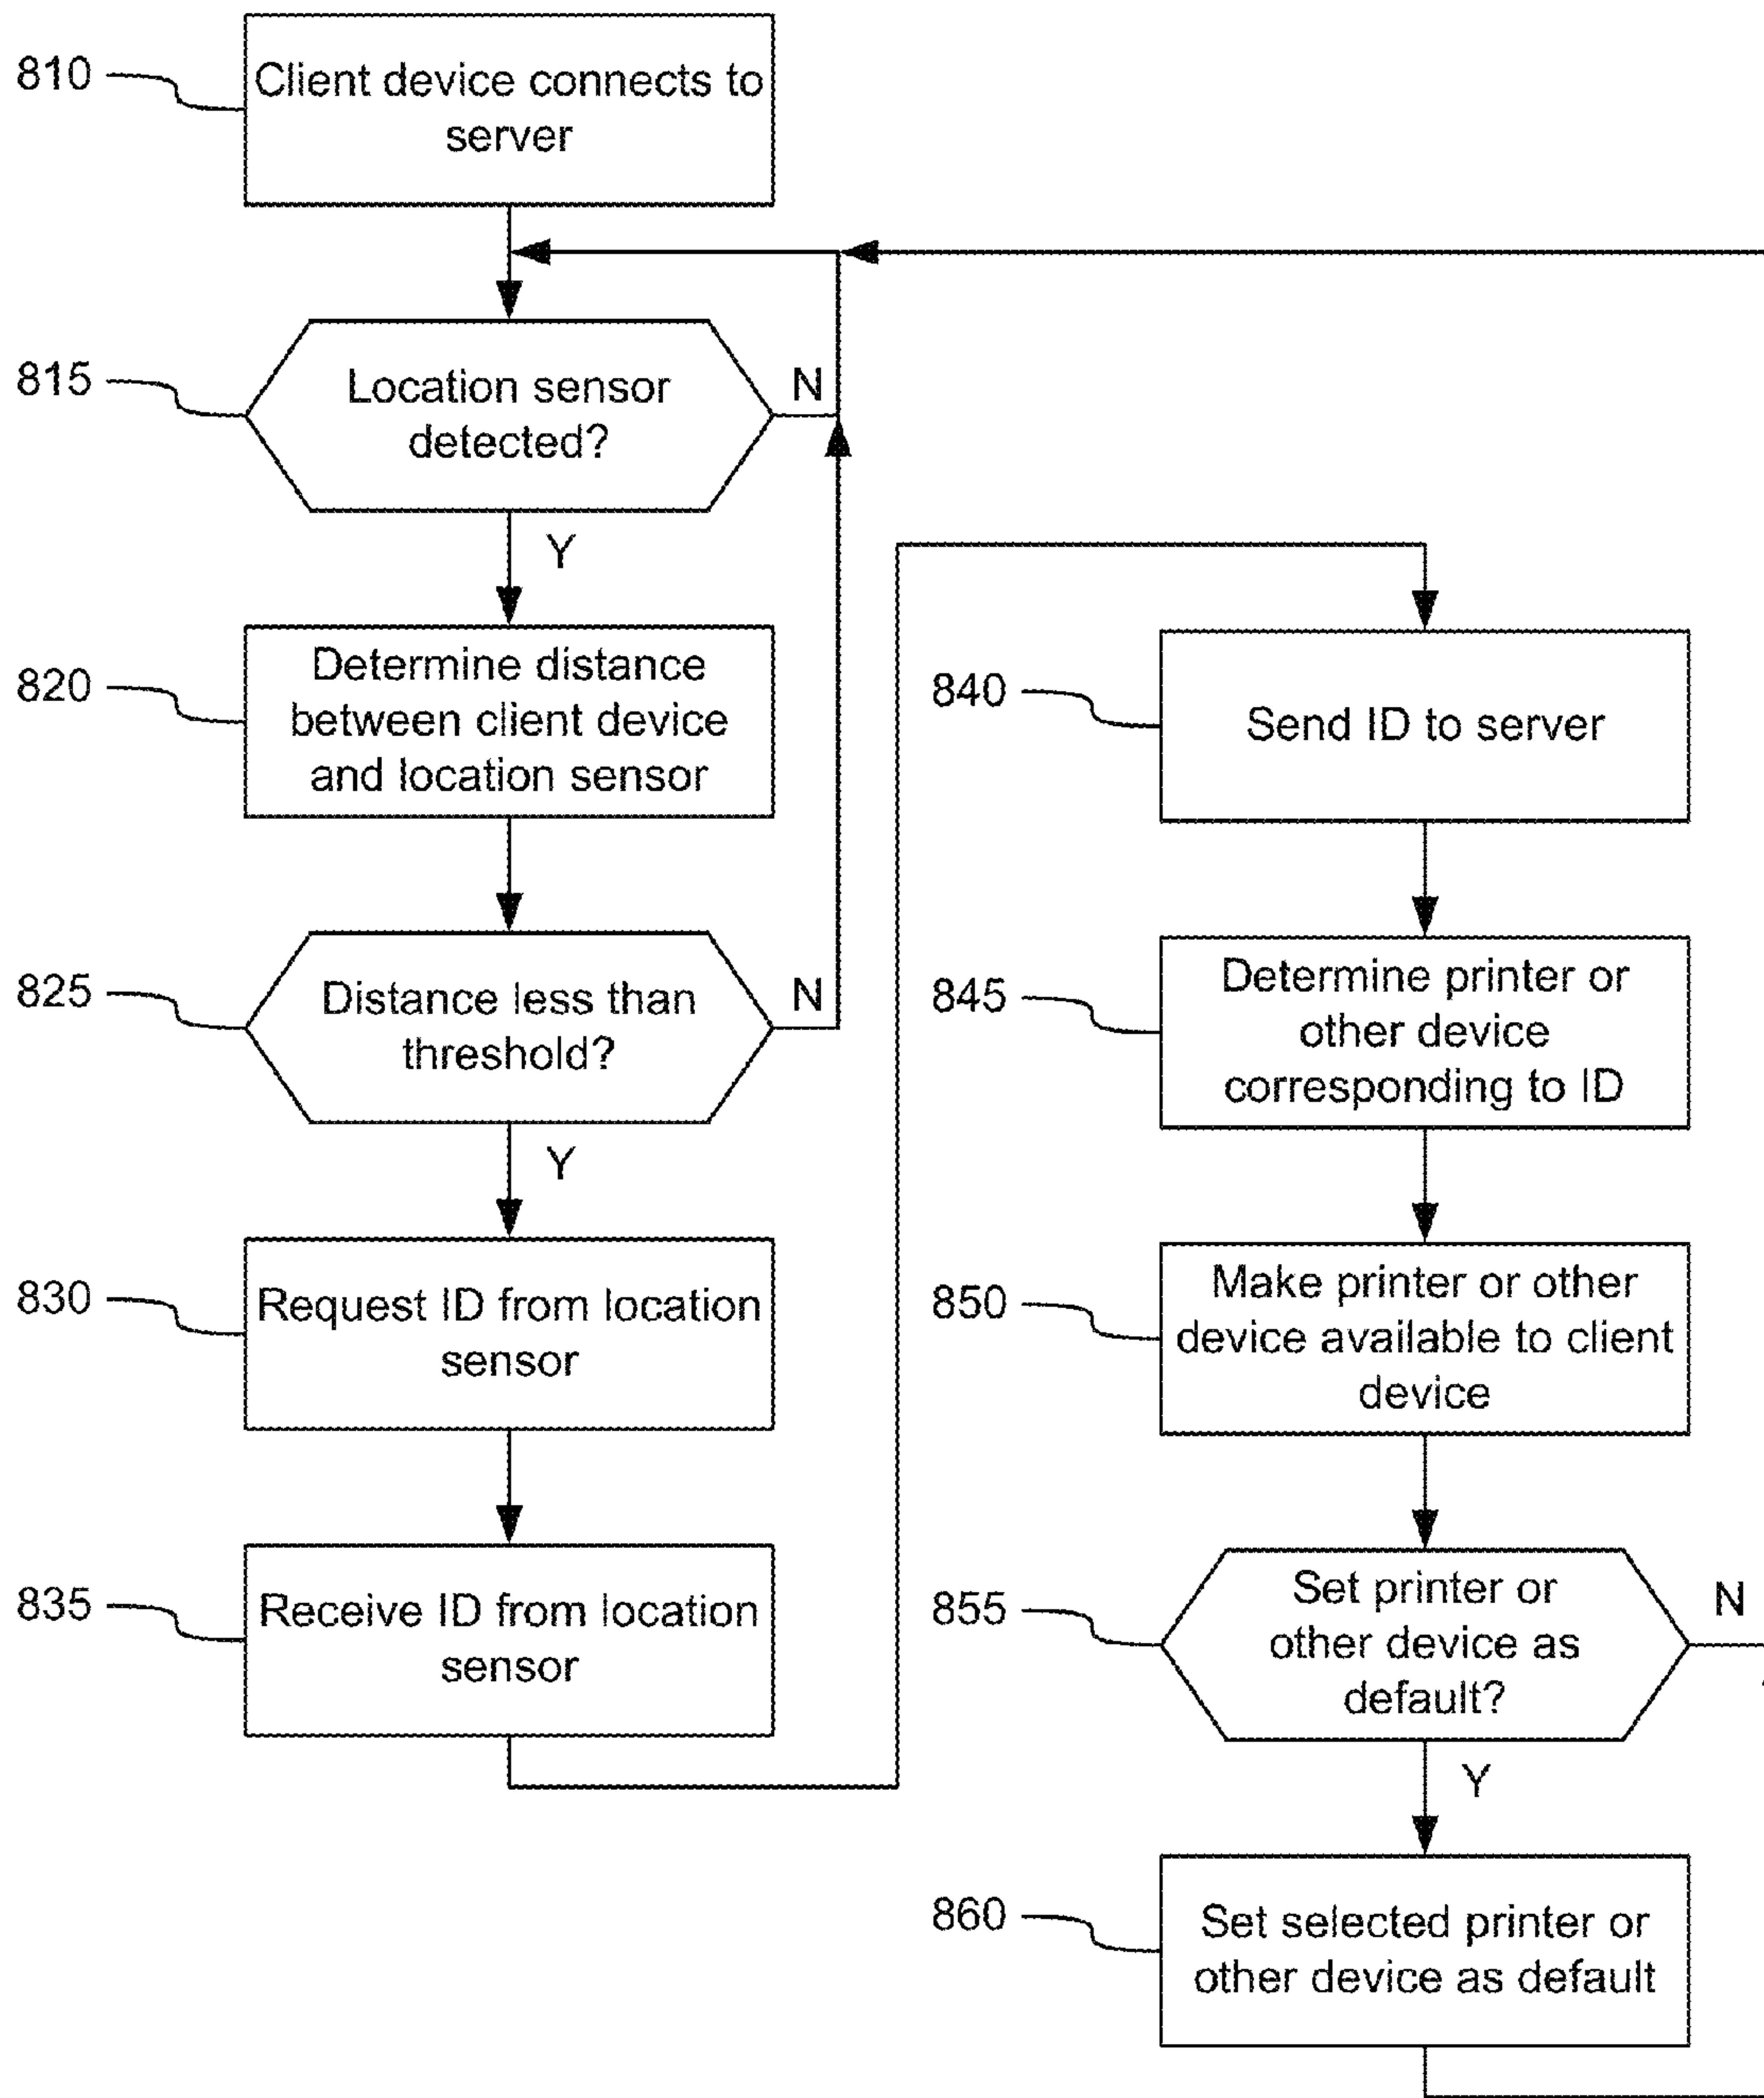 810
Client device connects to
server
815
Location sensor
detected?
N
Y
820
Determine distance
between client device
and location sensor
825
Distance less than
threshold?
N
Y
830
Request ID from location
sensor
835
Receive ID from location
sensor
840
Send ID to server
845
Determine printer or
other device
corresponding to ID
850
Make printer or other
device available to client
device
855
Set printer or
other device as
default?
N
Y
860
Set selected printer or
other device as default